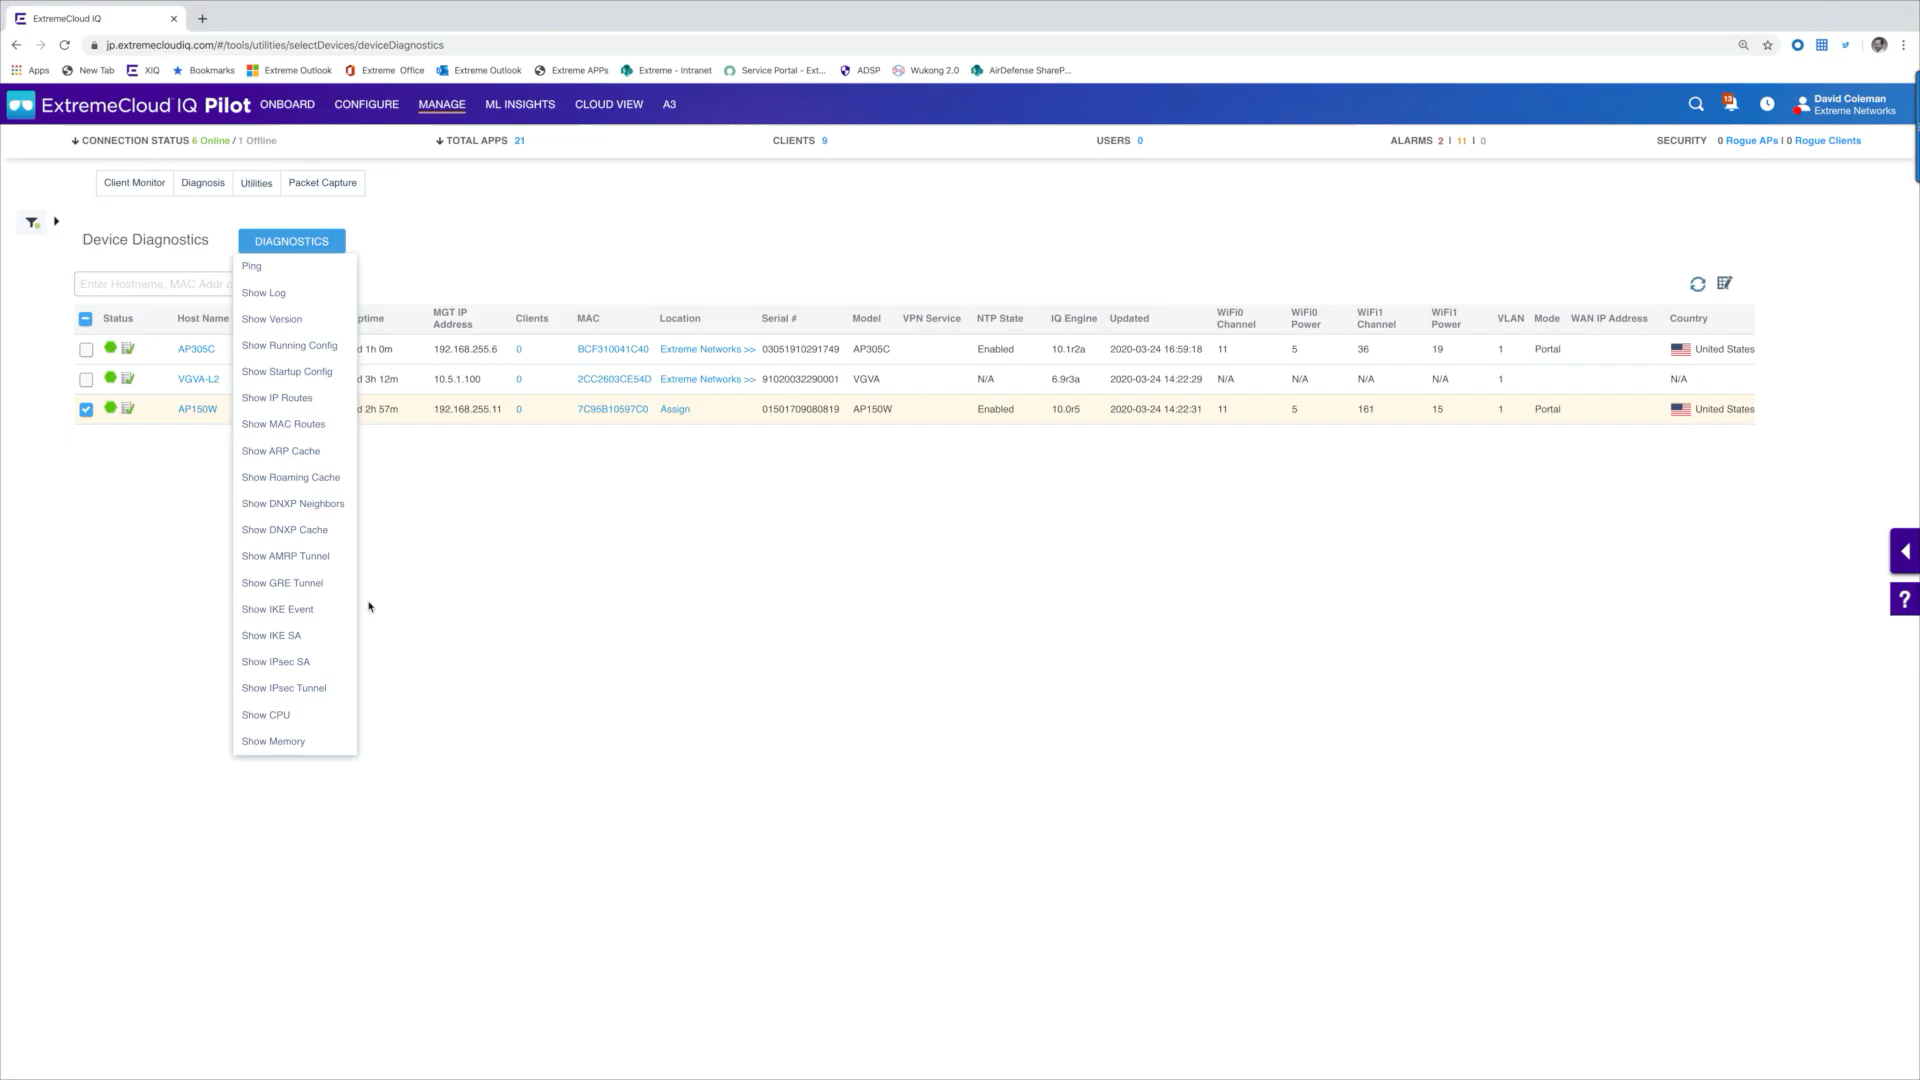 ExtremeCloud IQ
jp.extremecloudiq.com/#/tools/utilities/selectDevices/deviceDiagnostics
Apps New Tab XIQ Bookmarks Extreme Outlook Extreme Office Extreme Outlook Extreme APPs Extreme - Intranet Service Portal - Ext... ADSP Wukong 2.0 AirDefense ShareP...
ExtremeCloud IQ Pilot ONBOARD CONFIGURE MANAGE ML INSIGHTS CLOUD VIEW A3 13 David Coleman
Extreme Networks
CONNECTION STATUS 6 Online / 1 Offline TOTAL APPS 21 CLIENTS 9 USERS 0 ALARMS 2 | 11 | 0 SECURITY 0 Rogue APs | 0 Rogue Clients
Client Monitor Diagnosis Utilities Packet Capture
Device Diagnostics DIAGNOSTICS
Enter Hostname, MAC Addr
Status Host Name ptime MGT IP Address Clients MAC Location Serial # Model VPN Service NTP State IQ Engine Updated WiFi0 Channel WiFi0 Power WiFi1 Channel WiFi1 Power VLAN Mode WAN IP Address Country
AP305C d 1h 0m 192.168.255.6 0 BCF310041C40 Extreme Networks >> 03051910291749 AP305C Enabled 10.1r2a 2020-03-24 16:59:18 11 5 36 19 1 Portal United States
VGVA-L2 d 3h 12m 10.5.1.100 0 2CC2603CE54D Extreme Networks >> 91020032290001 VGVA N/A 6.9r3a 2020-03-24 14:22:29 N/A N/A N/A N/A 1 N/A
AP150W d 2h 57m 192.168.255.11 0 7C95B10597C0 Assign 01501709080819 AP150W Enabled 10.0r5 2020-03-24 14:22:31 11 5 161 15 1 Portal United States
Ping
Show Log
Show Version
Show Running Config
Show Startup Config
Show IP Routes
Show MAC Routes
Show ARP Cache
Show Roaming Cache
Show DNXP Neighbors
Show DNXP Cache
Show AMRP Tunnel
Show GRE Tunnel
Show IKE Event
Show IKE SA
Show IPsec SA
Show IPsec Tunnel
Show CPU
Show Memory
?